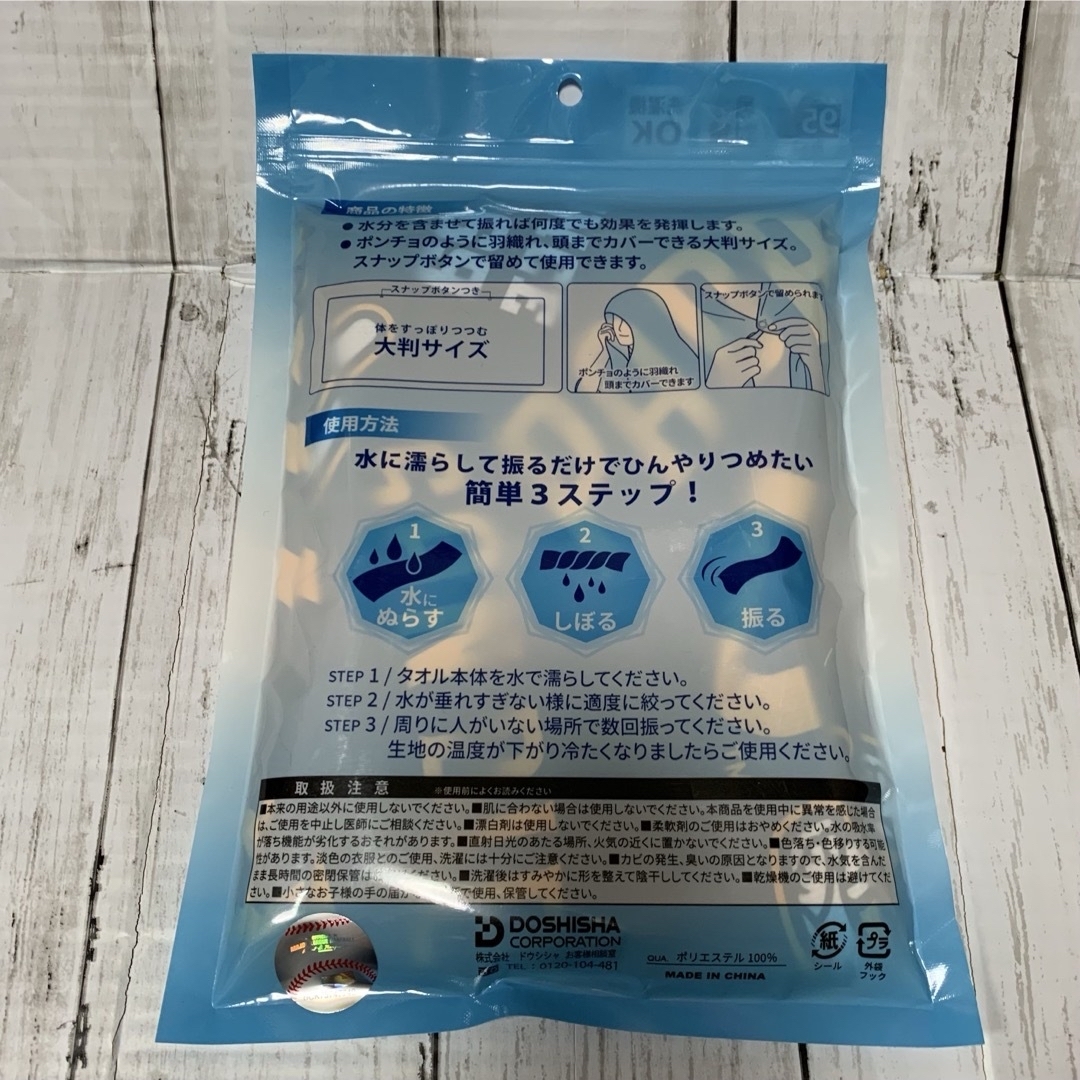 商品の特徴
● 水分を含ませて振れば何度でも効果を発揮します。
● ポンチョのように羽織れ、頭までカバーできる大判サイズ。
スナップボタンで留めて使用できます。
スナップボタンつき
体をすっぽりつつむ
大判サイズ
ポンチョのように羽織れ
頭までカバーできます
スナップボタンで留められます
使用方法
水に濡らして振るだけでひんやりつめたい
簡単3ステップ!
1
水に
ぬらす
2
しぼる
3
振る
STEP 1 / タオル本体を水で濡らしてください。
STEP 2 / 水が垂れすぎない様に適度に絞ってください。
STEP 3 / 周りに人がいない場所で数回振ってください。
生地の温度が下がり冷たくなりましたらご使用ください。
取扱注意 ※使用前によくお読みください
■本来の用途以外に使用しないでください。■肌に合わない場合は使用しないでください。本商品を使用中に異常を感じた場合
は、ご使用を中止し医師にご相談ください。■漂白剤は使用しないでください。■柔軟剤のご使用はおやめください。水の吸水率
が落ち機能が劣化するおそれがあります。■直射日光のあたる場所、火気の近くに置かないでください。■色落ち・色移りする可能
性があります。淡色の衣服とのご使用、洗濯には十分にご注意ください。■カビの発生、臭いの原因となりますので、水気を含んだ
まま長時間の密閉保管は ください。■洗濯後はすみやかに形を整えて陰干ししてください。■乾燥機のご使用は避けてくだ
さい。■小さなお子様の手の届か で使用、保管してください。
DOSHISHA
CORPORATION
株式会社 ドウシシャ お客様相談室
TEL:0120-104-481
QUA. ポリエステル 100%
MADE IN CHINA
紙
シール
プラ
外袋
フック